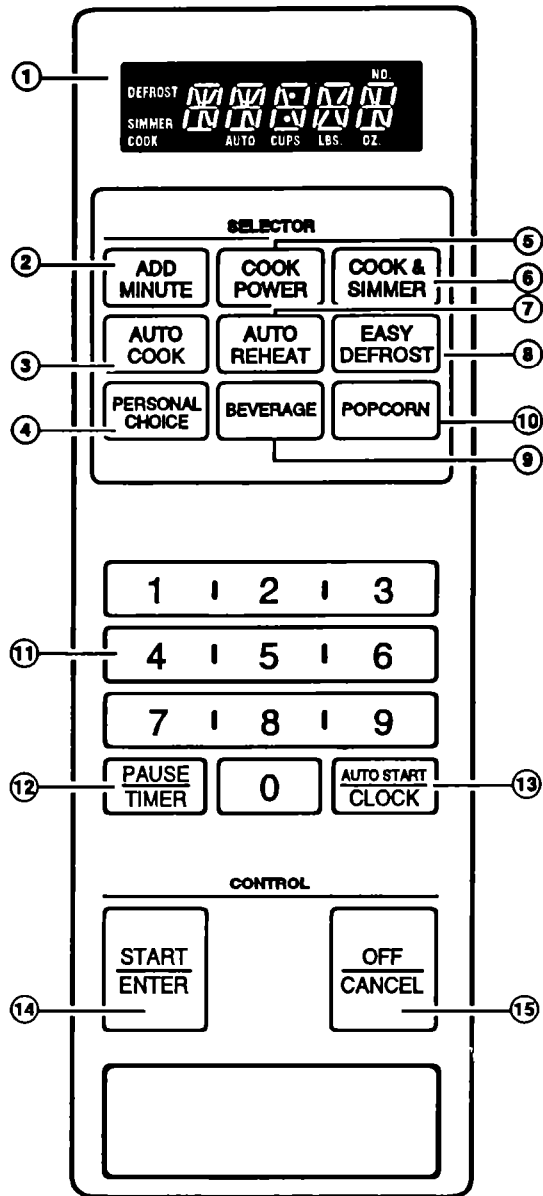 1
NO.
DEFROST
SIMMER
COOK AUTO CUPS LBS. OZ.
SELECTOR
5
2 ADD MINUTE COOK POWER COOK & SIMMER 6
7
3 AUTO COOK AUTO REHEAT EASY DEFROST 8
4 PERSONAL CHOICE BEVERAGE POPCORN 10
9
1 2 3
11 4 5 6
7 8 9
12 PAUSE TIMER 0 AUTO START CLOCK 13
CONTROL
START ENTER OFF CANCEL
14 15